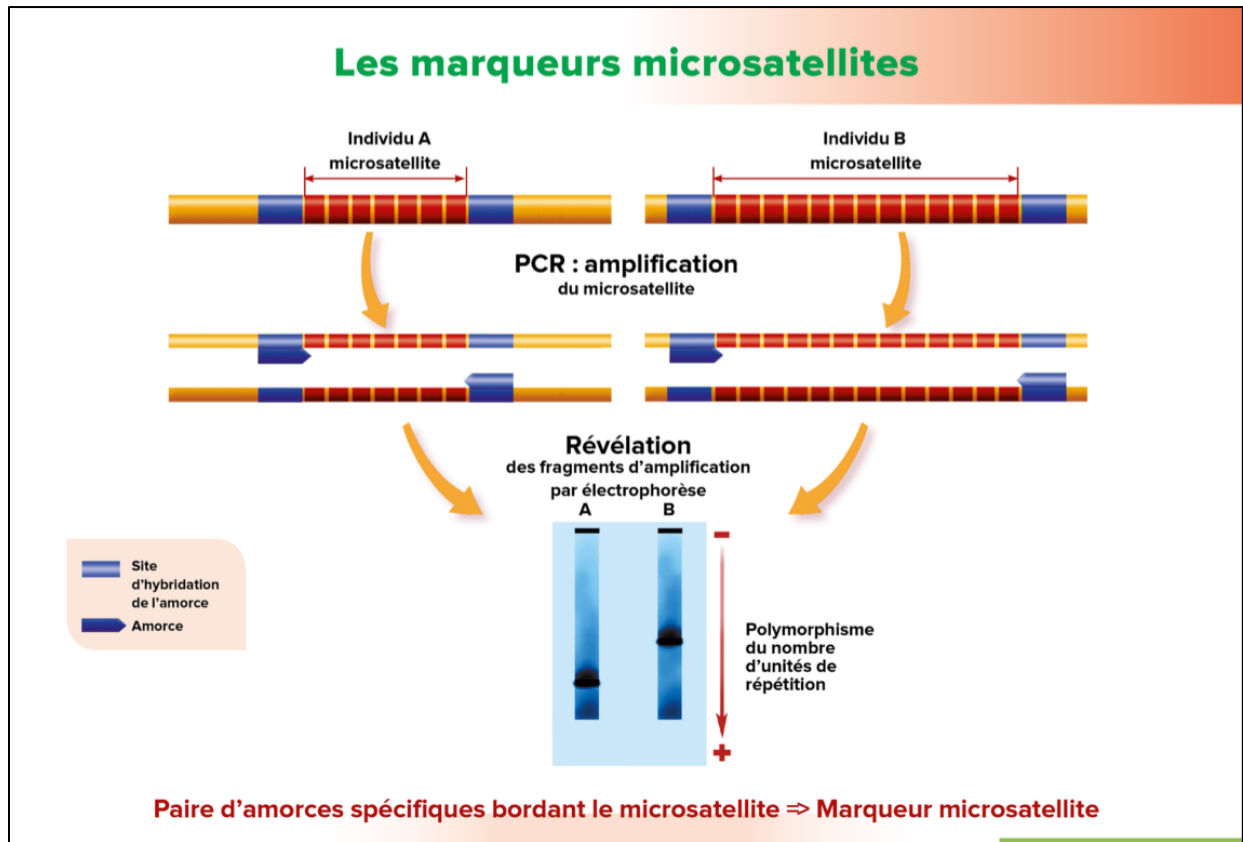 Les marqueurs microsatellites
Individu A
microsatellite
Individu B
microsatellite
PCR : amplification
du microsatellite
Révélation
des fragments d’amplification
par électrophorèse
A
B
Site
d’hybridation
de l’amorce
Amorce
Polymorphisme
du nombre
d’unités de
répétition
Paire d’amorces spécifiques bordant le microsatellite ⇨ Marqueur microsatellite